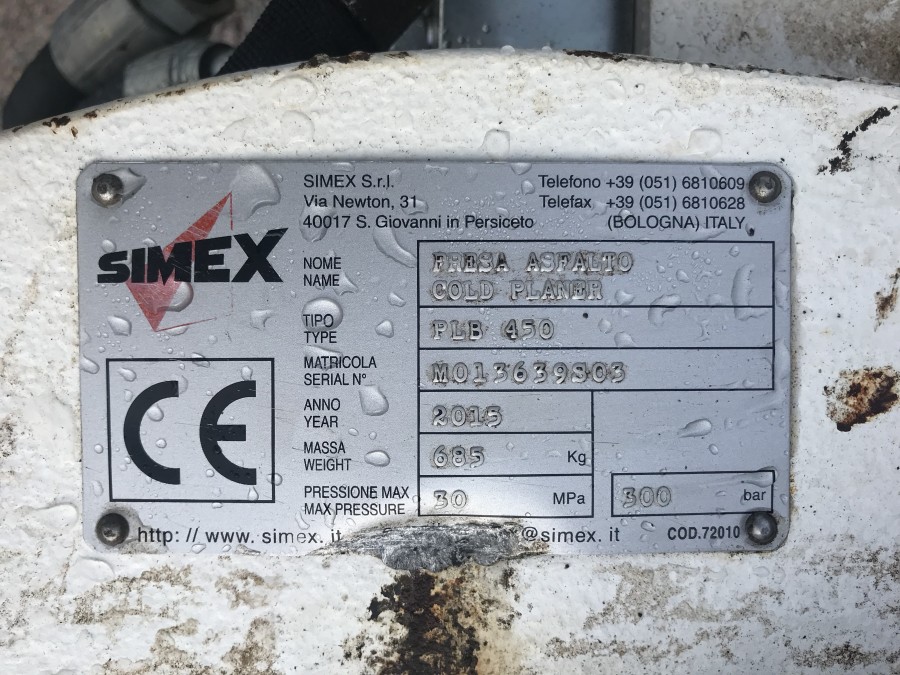 SIMEX S.r.l.
Via Newton, 31
40017 S. Giovanni in Persiceto
Telefono +39 (051) 6810609
Telefax +39 (051) 6810628
(BOLOGNA) ITALY
SIMEX
NOME FRESA ASFALTO
NAME COLD PLANER
TIPO
TYPE PLB 450
MATRICOLA
SERIAL N° M013639S03
ANNO
YEAR 2015
MASSA
WEIGHT 685 Kg
PRESSIONE MAX
MAX PRESSURE 30 MPa 300 bar
CE
http: // www. simex. it @simex. it COD.72010